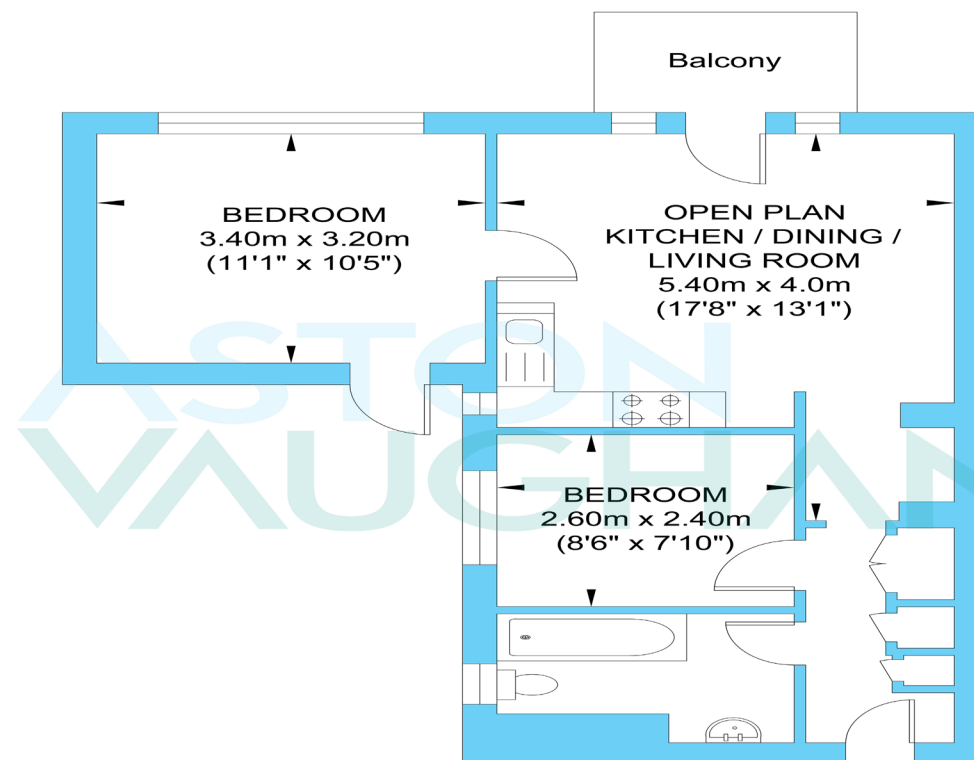 Balcony
BEDROOM
3.40m x 3.20m
(11'1" x 10'5")
OPEN PLAN
KITCHEN / DINING /
LIVING ROOM
5.40m x 4.0m
(17'8" x 13'1")
ASTON
VAUGHAN
BEDROOM
2.60m x 2.40m
(8'6" x 7'10")